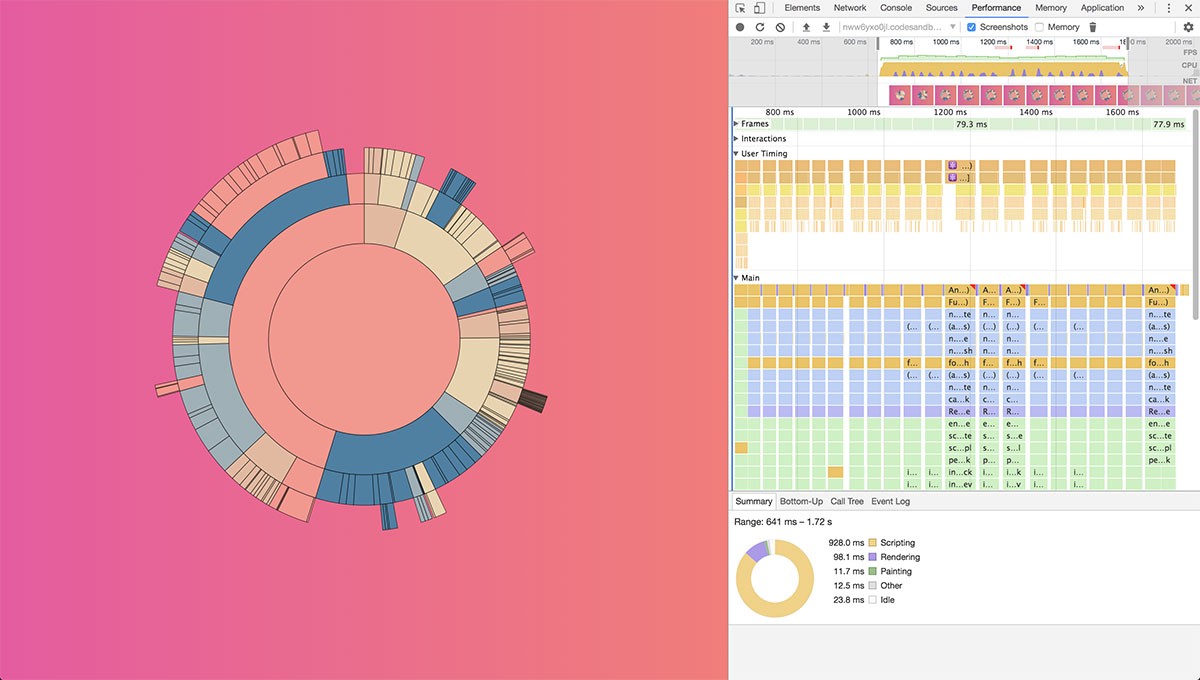 Elements Network Console Sources Performance Memory Application »
nww6yxo0jl.codesandb... Screenshots Memory
200 ms 400 ms 600 ms 800 ms 1000 ms 1200 ms 1400 ms 1600 ms 2000 ms
FPS
CPU
NET
800 ms 1000 ms 1200 ms 1400 ms 1600 ms
Frames 79.3 ms 77.9 ms
Interactions
User Timing
...)
...]
Main
An...) A... A...) An...)
Fu...) F... F...) F... Fu...)
n....te n... n... n....te
(... (... (a...s) (...) (...) (... (... (a...s)
n....e n... n... n....e
n...sh n... n... n...sh
f... f... fo...h f... f...h f... fo...h
(... (... (a...s) (...) (...) (... (... (a...s)
n....te n... n... n....te
ca...k c... c... ca...k
Re...e R... R... Re...e
en...e e... e... en...e
sc...te s... s...e sc...te
sc...pl s... s...l sc...pl
pe...k p... p... pe...k
i... i... in...ck i... i...k i... i... in...ck
i... i... in...ev i... i...v i... i... in...ev
Summary Bottom-Up Call Tree Event Log
Range: 641 ms – 1.72 s
928.0 ms Scripting
98.1 ms Rendering
11.7 ms Painting
12.5 ms Other
23.8 ms Idle